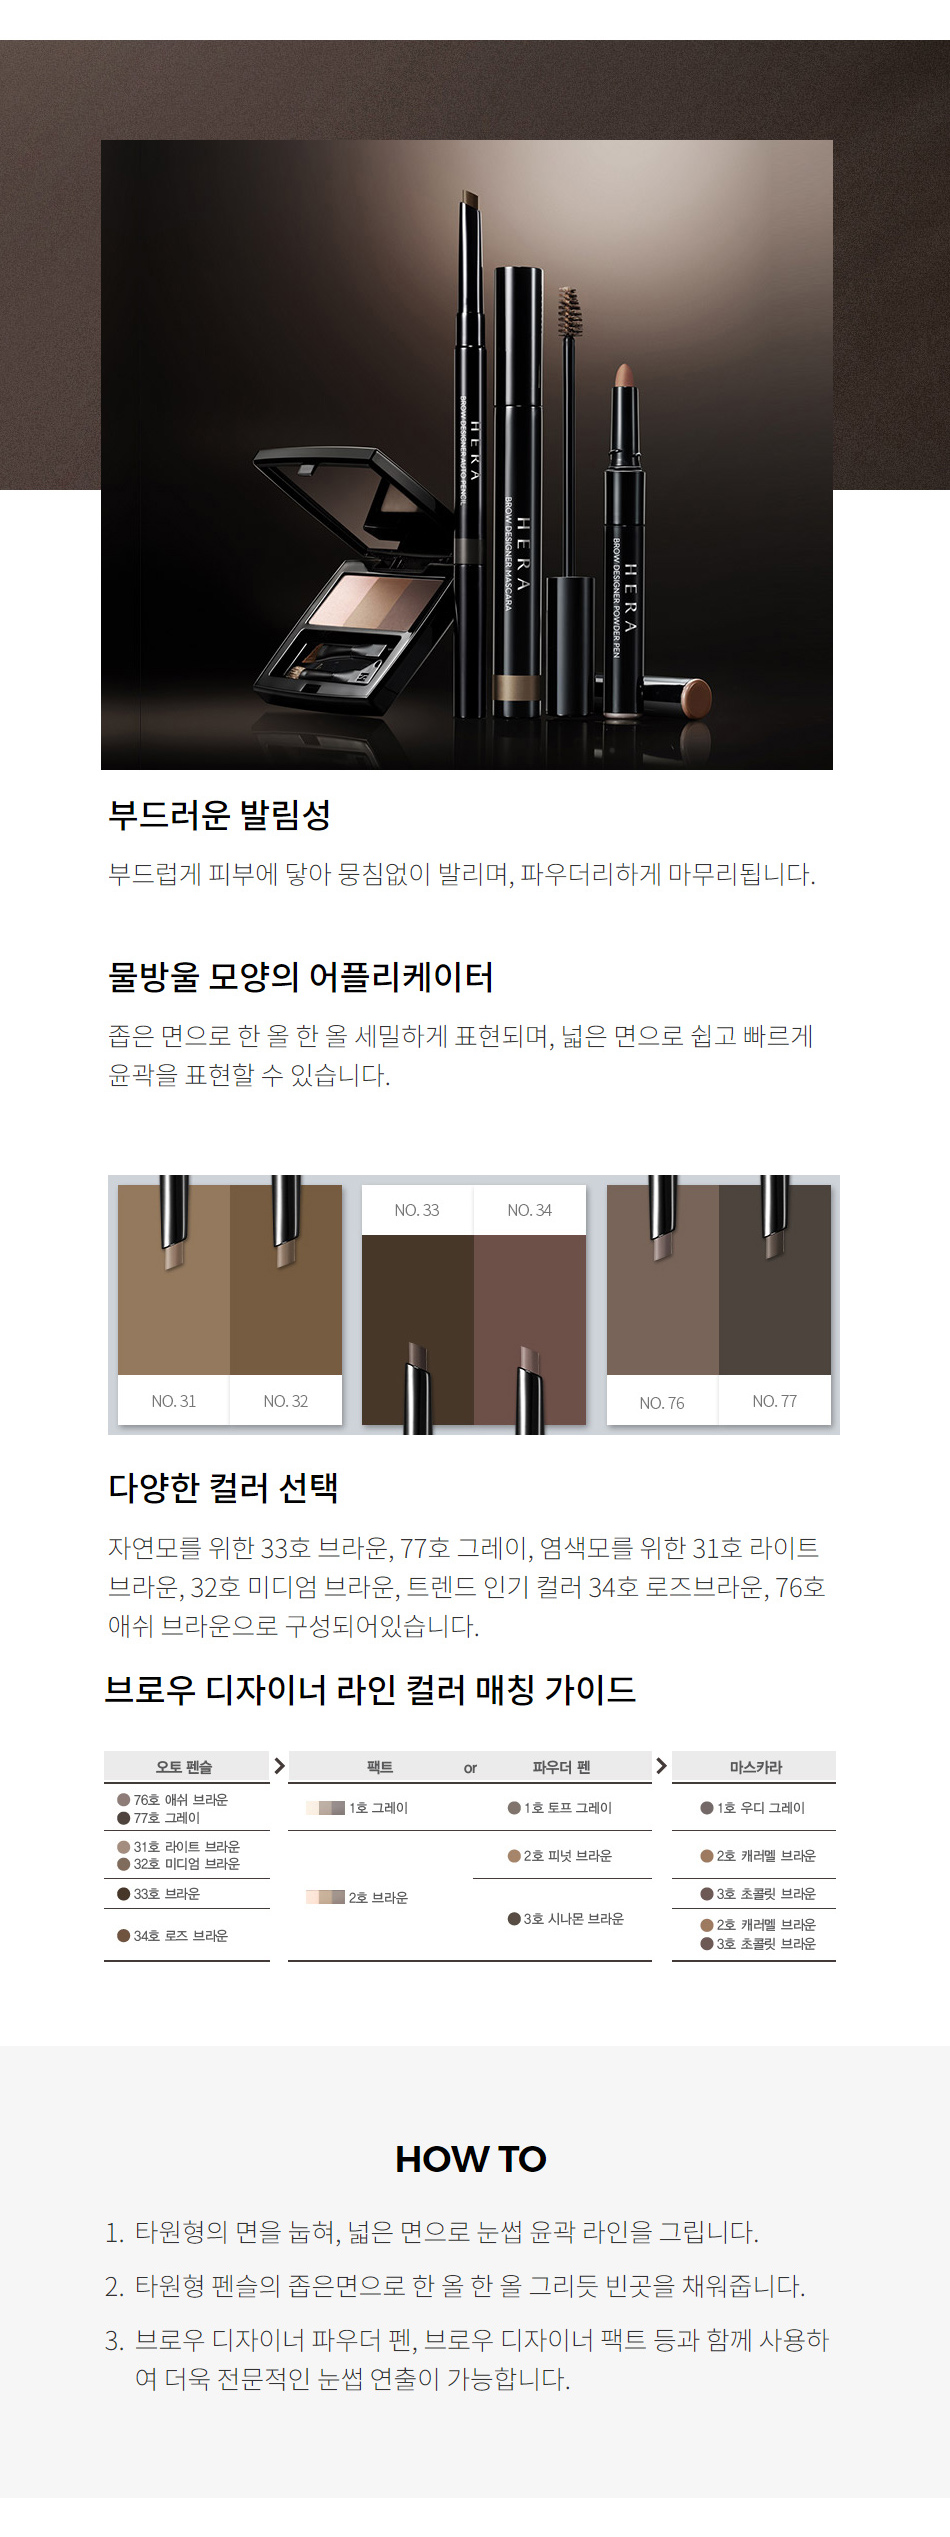 HERA
BROW DESIGNER AUTO PENCIL
HERA
BROW DESIGNER MASCARA
HERA
BROW DESIGNER POWDER PEN
부드러운 발림성
부드럽게 피부에 닿아 뭉침없이 발리며, 파우더리하게 마무리됩니다.
물방울 모양의 어플리케이터
좁은 면으로 한 올 한 올 세밀하게 표현되며, 넓은 면으로 쉽고 빠르게
윤곽을 표현할 수 있습니다.
NO. 33 NO. 34
NO. 31 NO. 32 NO. 76 NO. 77
다양한 컬러 선택
자연모를 위한 33호 브라운, 77호 그레이, 염색모를 위한 31호 라이트
브라운, 32호 미디엄 브라운, 트렌드 인기 컬러 34호 로즈브라운, 76호
애쉬 브라운으로 구성되어있습니다.
브로우 디자이너 라인 컬러 매칭 가이드
오토 펜슬 > 팩트 or 파우더 펜 > 마스카라
76호 애쉬 브라운
77호 그레이
1호 그레이
1호 토프 그레이
1호 우디 그레이
31호 라이트 브라운
32호 미디엄 브라운
2호 피넛 브라운
2호 캐러멜 브라운
33호 브라운
2호 브라운
3호 초콜릿 브라운
34호 로즈 브라운
3호 시나몬 브라운
2호 캐러멜 브라운
3호 초콜릿 브라운
HOW TO
1. 타원형의 면을 눕혀, 넓은 면으로 눈썹 윤곽 라인을 그립니다.
2. 타원형 펜슬의 좁은면으로 한 올 한 올 그리듯 빈곳을 채워줍니다.
3. 브로우 디자이너 파우더 펜, 브로우 디자이너 팩트 등과 함께 사용하
여 더욱 전문적인 눈썹 연출이 가능합니다.